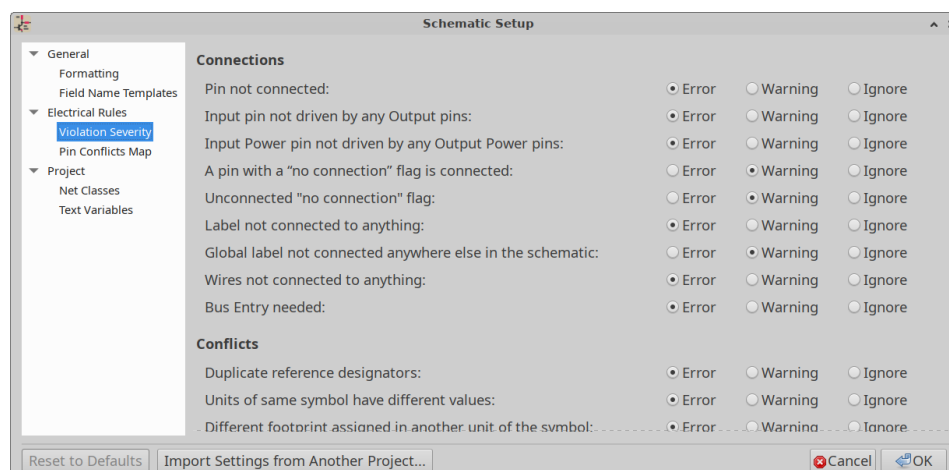 Schematic Setup
General
Formatting
Field Name Templates
Electrical Rules
Violation Severity
Pin Conflicts Map
Project
Net Classes
Text Variables
Connections
Pin not connected: Error Warning Ignore
Input pin not driven by any Output pins: Error Warning Ignore
Input Power pin not driven by any Output Power pins: Error Warning Ignore
A pin with a “no connection” flag is connected: Error Warning Ignore
Unconnected "no connection" flag: Error Warning Ignore
Label not connected to anything: Error Warning Ignore
Global label not connected anywhere else in the schematic: Error Warning Ignore
Wires not connected to anything: Error Warning Ignore
Bus Entry needed: Error Warning Ignore
Conflicts
Duplicate reference designators: Error Warning Ignore
Units of same symbol have different values: Error Warning Ignore
Different footprint assigned in another unit of the symbol: Error Warning Ignore
Reset to Defaults Import Settings from Another Project... Cancel OK